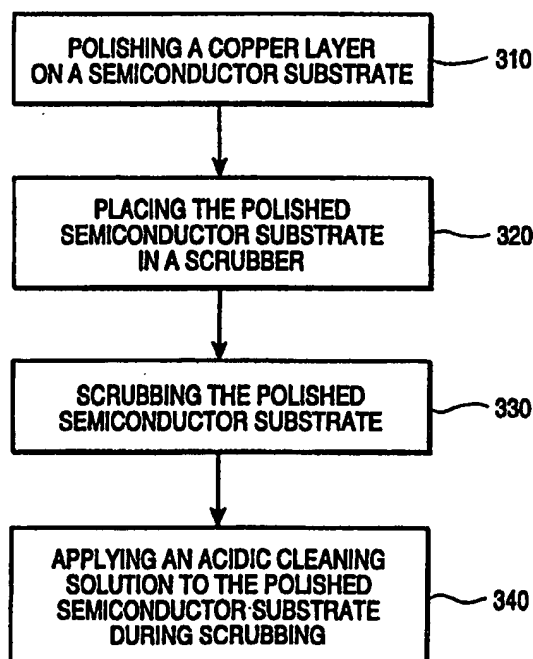 POLISHING A COPPER LAYER
ON A SEMICONDUCTOR SUBSTRATE
310
PLACING THE POLISHED
SEMICONDUCTOR SUBSTRATE
IN A SCRUBBER
320
SCRUBBING THE POLISHED
SEMICONDUCTOR SUBSTRATE
330
APPLYING AN ACIDIC CLEANING
SOLUTION TO THE POLISHED
SEMICONDUCTOR SUBSTRATE
DURING SCRUBBING
340